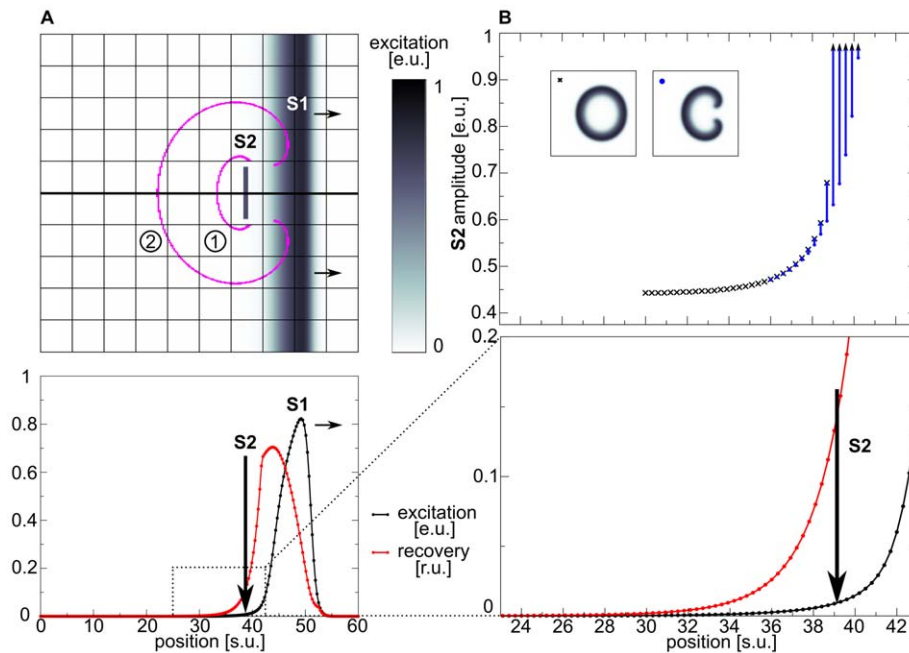 A
excitation
[e.u.]
S1
S2
② ①
1
0
1
0.8
0.6
0.4
0.2
0
S1
S2
0 10 20 30 40 50 60
position [s.u.]
excitation
[e.u.]
recovery
[r.u.]
B
S2 amplitude [e.u.]
1
0.9
0.8
0.7
0.6
0.5
0.4
0.2
0.1
0
S2
24 26 28 30 32 34 36 38 40 42
position [s.u.]